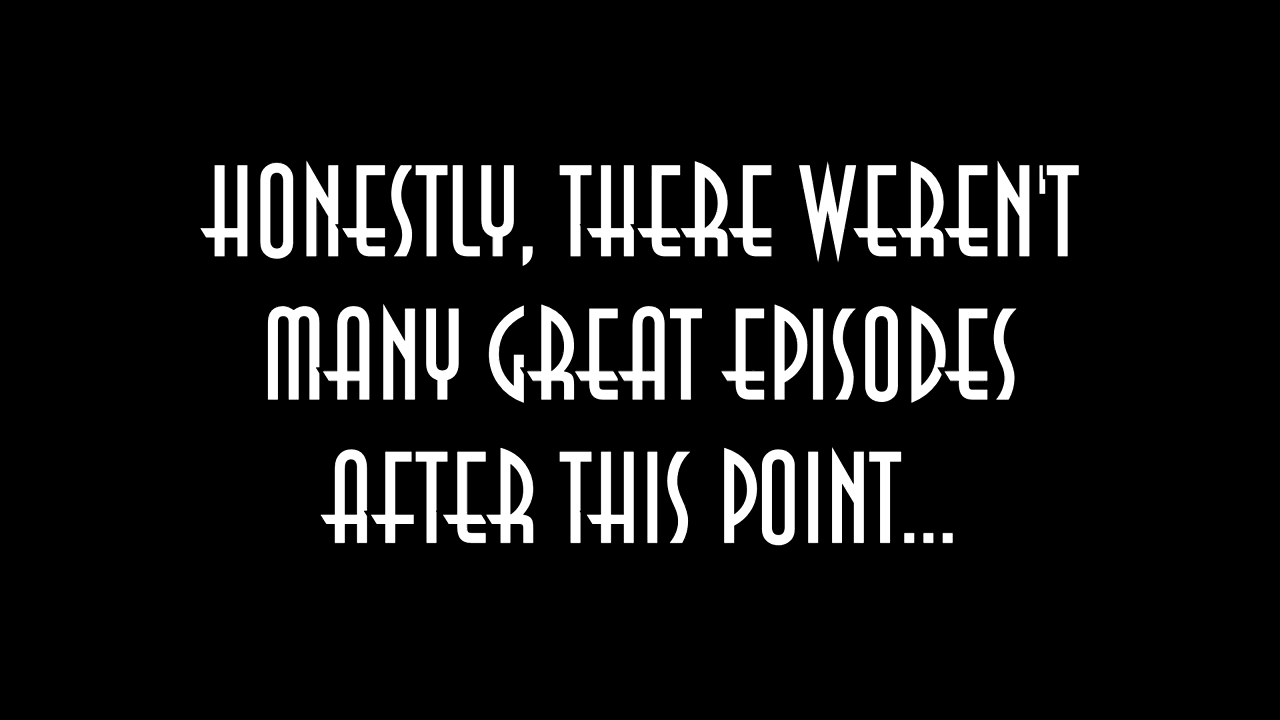 HONESTLY, THERE WEREN'T
MANY GREAT EPISODES
AFTER THIS POINT...